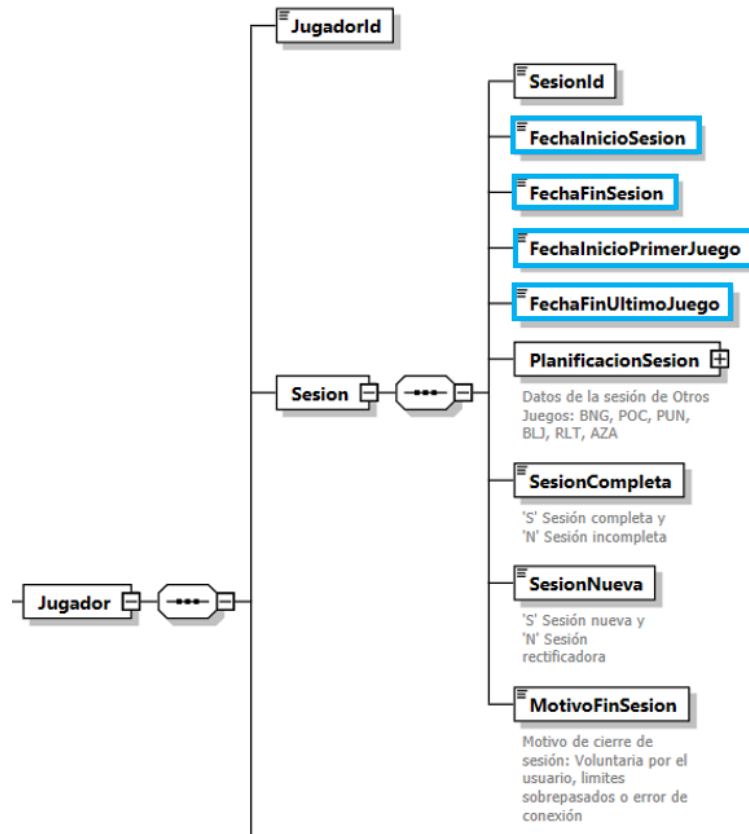 JugadorId
SesionId
FechaInicioSesion
FechaFinSesion
FechaInicioPrimerJuego
FechaFinUltimoJuego
PlanificacionSesion
Datos de la sesión de Otros
Juegos: BNG, POC, PUN,
BLJ, RLT, AZA
Sesion
SesionCompleta
'S' Sesión completa y
'N' Sesión incompleta
SesionNueva
'S' Sesión nueva y
'N' Sesión
rectificadora
Jugador
MotivoFinSesion
Motivo de cierre de
sesión: Voluntaria por el
usuario, limites
sobrepasados o error de
conexión